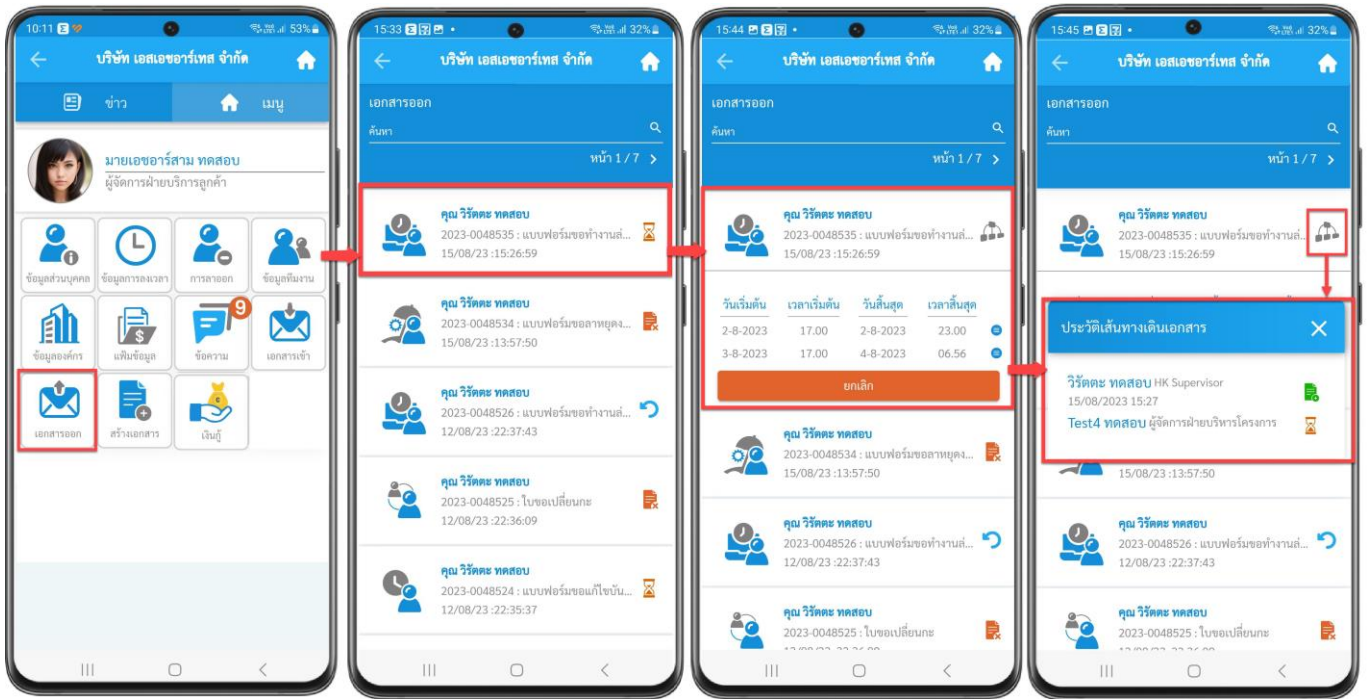 10:11
53%
บริษัท เอสเอชอาร์เทส จำกัด
ข่าว
เมนู
มายเอชอาร์สาม ทดสอบ
ผู้จัดการฝ่ายบริการลูกค้า
ข้อมูลส่วนบุคคล
ข้อมูลการลงเวลา
การลาออก
ข้อมูลทีมงาน
ข้อมูลองค์กร
แฟ้มข้อมูล
9
ข้อความ
เอกสารเข้า
เอกสารออก
สร้างเอกสาร
เงินกู้
15:33
32%
บริษัท เอสเอชอาร์เทส จำกัด
เอกสารออก
ค้นหา
หน้า 1 / 7 >
คุณ วิรัตตะ ทดสอบ
2023-0048535 : แบบฟอร์มขอทำงานล่...
15/08/23 :15:26:59
คุณ วิรัตตะ ทดสอบ
2023-0048534 : แบบฟอร์มขอลาหยุดง...
15/08/23 :13:57:50
คุณ วิรัตตะ ทดสอบ
2023-0048526 : แบบฟอร์มขอทำงานล่...
12/08/23 :22:37:43
คุณ วิรัตตะ ทดสอบ
2023-0048525 : ใบขอเปลี่ยนกะ
12/08/23 :22:36:09
คุณ วิรัตตะ ทดสอบ
2023-0048524 : แบบฟอร์มขอแก้ไขบัน...
12/08/23 :22:35:37
15:44
32%
บริษัท เอสเอชอาร์เทส จำกัด
เอกสารออก
ค้นหา
หน้า 1 / 7 >
คุณ วิรัตตะ ทดสอบ
2023-0048535 : แบบฟอร์มขอทำงานล่...
15/08/23 :15:26:59
วันเริ่มต้น เวลาเริ่มต้น วันสิ้นสุด เวลาสิ้นสุด
2-8-2023 17.00 2-8-2023 23.00
3-8-2023 17.00 4-8-2023 06.56
ยกเลิก
คุณ วิรัตตะ ทดสอบ
2023-0048534 : แบบฟอร์มขอลาหยุดง...
15/08/23 :13:57:50
คุณ วิรัตตะ ทดสอบ
2023-0048526 : แบบฟอร์มขอทำงานล่...
12/08/23 :22:37:43
คุณ วิรัตตะ ทดสอบ
2023-0048525 : ใบขอเปลี่ยนกะ
15:45
32%
บริษัท เอสเอชอาร์เทส จำกัด
เอกสารออก
ค้นหา
หน้า 1 / 7 >
คุณ วิรัตตะ ทดสอบ
2023-0048535 : แบบฟอร์มขอทำงานล่...
15/08/23 :15:26:59
ประวัติเส้นทางเดินเอกสาร
วิรัตตะ ทดสอบ HK Supervisor
15/08/2023 15:27
Test4 ทดสอบ ผู้จัดการฝ่ายบริหารโครงการ
15/08/23 :13:57:50
คุณ วิรัตตะ ทดสอบ
2023-0048526 : แบบฟอร์มขอทำงานล่...
12/08/23 :22:37:43
คุณ วิรัตตะ ทดสอบ
2023-0048525 : ใบขอเปลี่ยนกะ